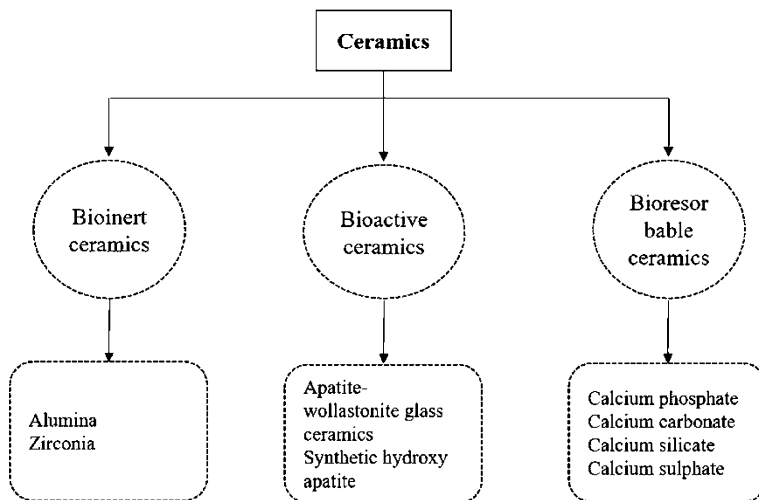 Ceramics
Bioinert
ceramics
Bioactive
ceramics
Bioresor
bable
ceramics
Alumina
Zirconia
Apatite-
wollastonite glass
ceramics
Synthetic hydroxy
apatite
Calcium phosphate
Calcium carbonate
Calcium silicate
Calcium sulphate